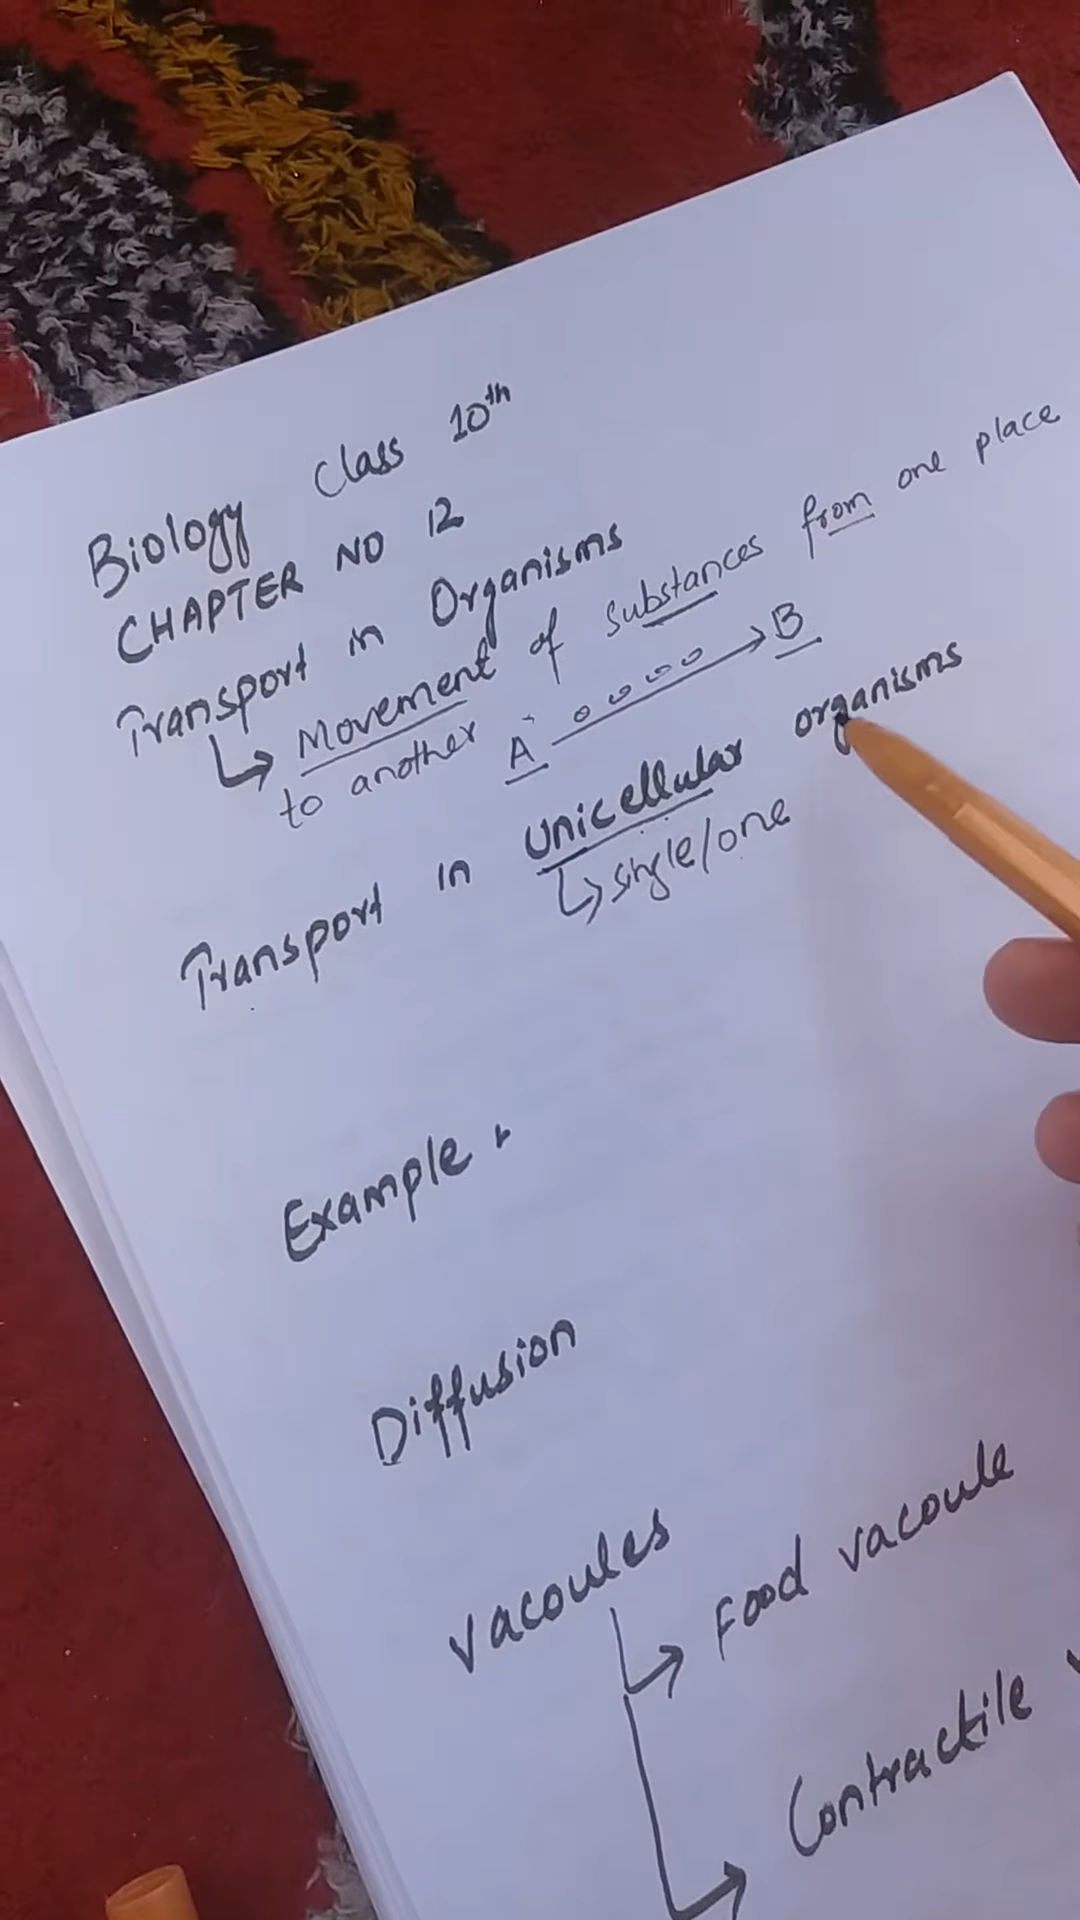 Biology Class 10th
CHAPTER NO 12
Transport in Organisms
Movement of substances from one place
to another A B
Transport in Unicellular organisms
single/one
Example
Diffusion
Vacoules
Food vacoule
Contractile